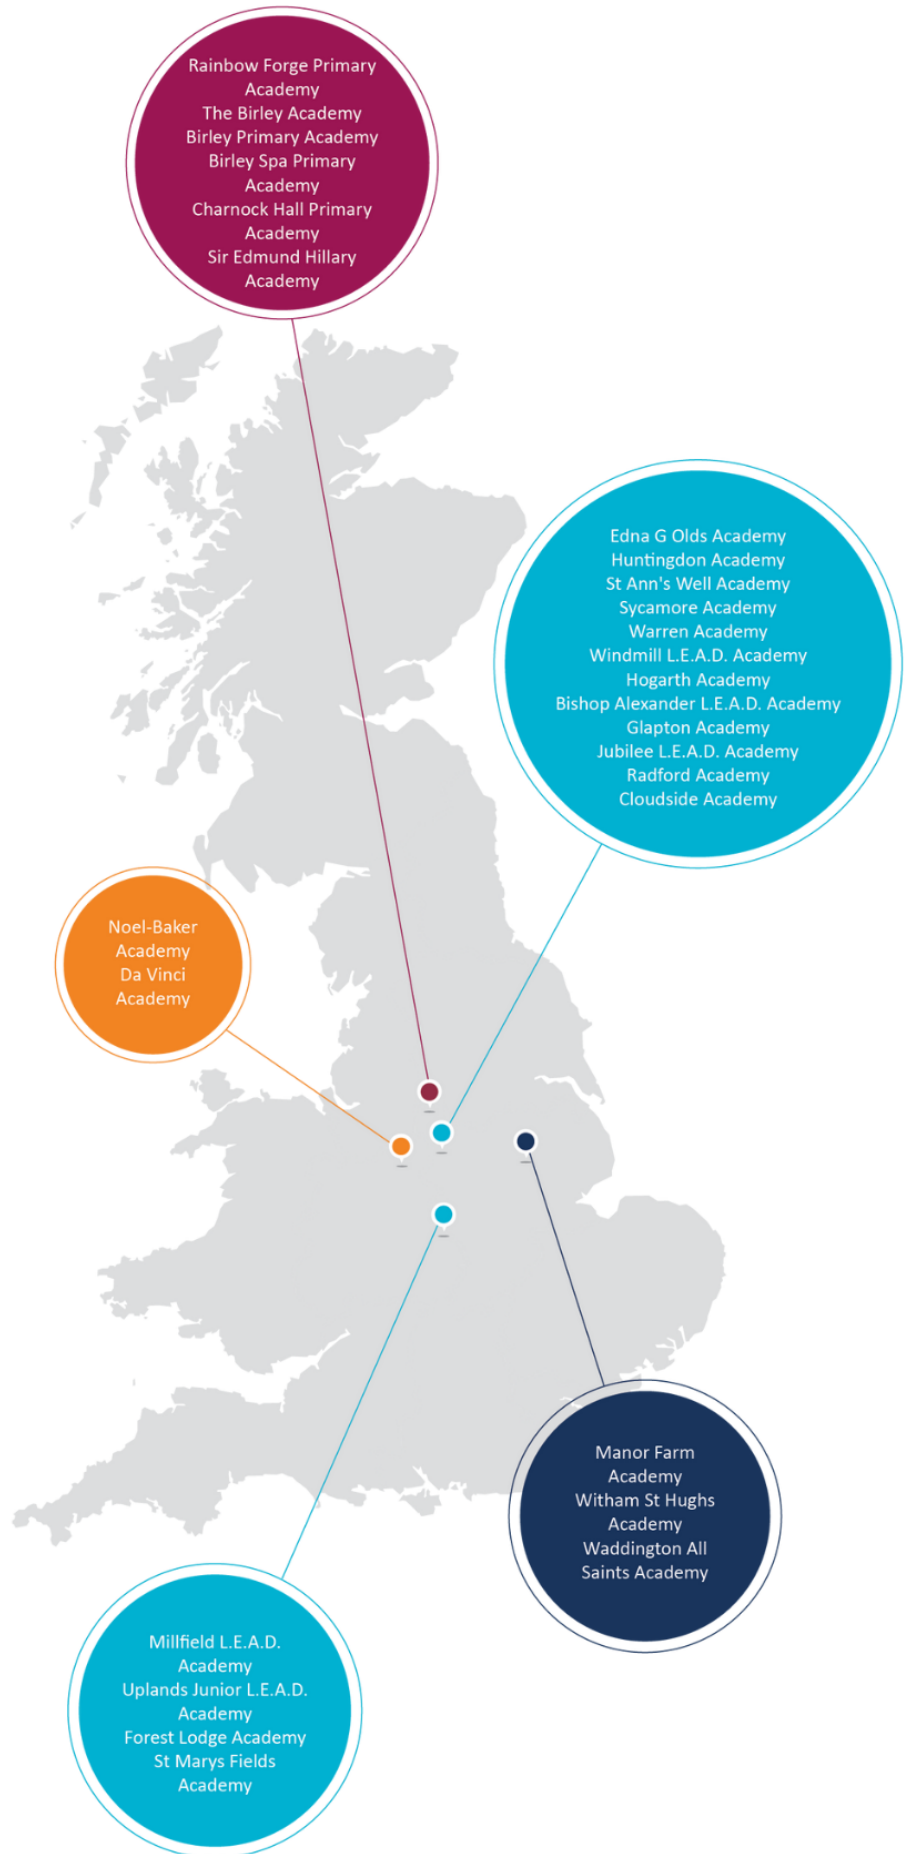 Rainbow Forge Primary
Academy
The Birley Academy
Birley Primary Academy
Birley Spa Primary
Academy
Charnock Hall Primary
Academy
Sir Edmund Hillary
Academy
Edna G Olds Academy
Huntingdon Academy
St Ann's Well Academy
Sycamore Academy
Warren Academy
Windmill L.E.A.D. Academy
Hogarth Academy
Bishop Alexander L.E.A.D. Academy
Glapton Academy
Jubilee L.E.A.D. Academy
Radford Academy
Cloudside Academy
Noel-Baker
Academy
Da Vinci
Academy
Manor Farm
Academy
Witham St Hughs
Academy
Waddington All
Saints Academy
Millfield L.E.A.D.
Academy
Uplands Junior L.E.A.D.
Academy
Forest Lodge Academy
St Marys Fields
Academy